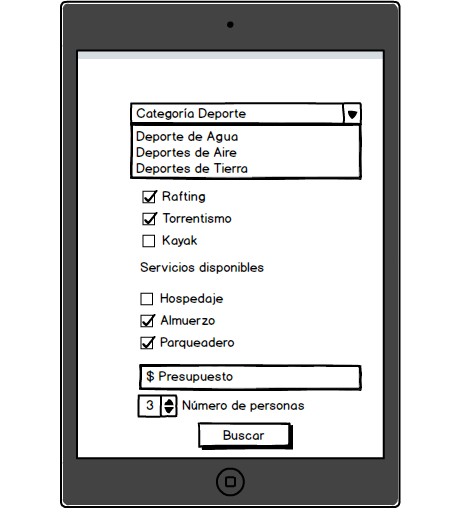 Categoría Deporte
Deporte de Agua
Deportes de Aire
Deportes de Tierra
Rafting
Torrentismo
Kayak
Servicios disponibles
Hospedaje
Almuerzo
Parqueadero
$ Presupuesto
3 Número de personas
Buscar